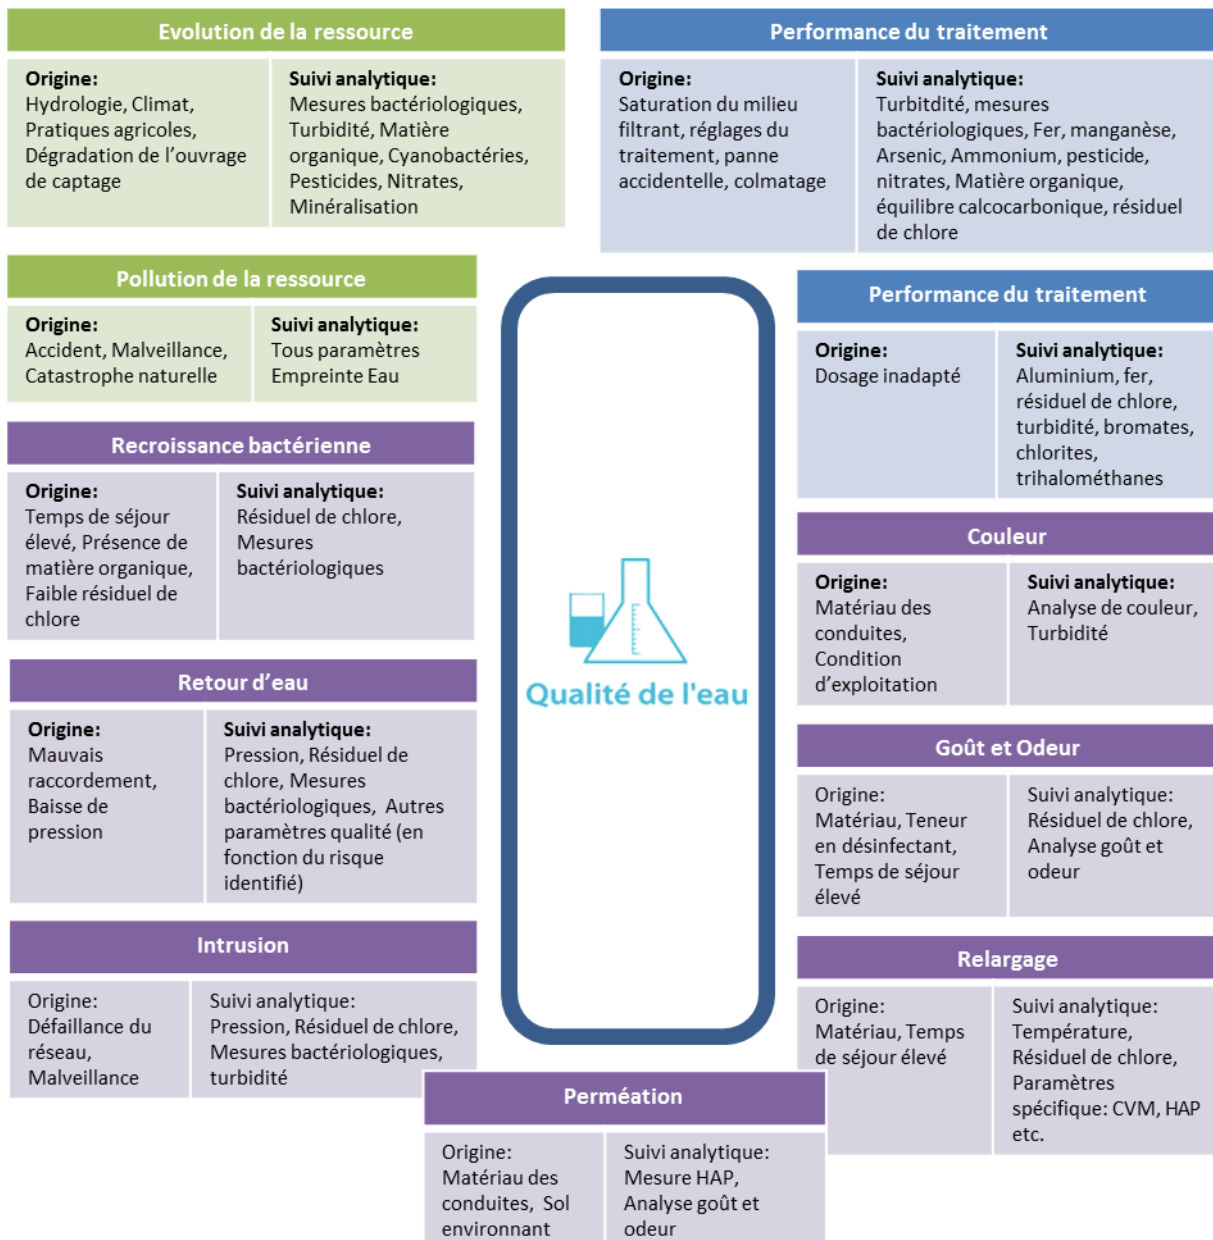 Evolution de la ressource
Origine:
Hydrologie, Climat,
Pratiques agricoles,
Dégradation de l’ouvrage
de captage
Suivi analytique:
Mesures bactériologiques,
Turbidité, Matière
organique, Cyanobactéries,
Pesticides, Nitrates,
Minéralisation
Performance du traitement
Origine:
Saturation du milieu
filtrant, réglages du
traitement, panne
accidentelle, colmatage
Suivi analytique:
Turbitdité, mesures
bactériologiques, Fer, manganèse,
Arsenic, Ammonium, pesticide,
nitrates, Matière organique,
équilibre calcocarbonique, résiduel
de chlore
Pollution de la ressource
Origine:
Accident, Malveillance,
Catastrophe naturelle
Suivi analytique:
Tous paramètres
Empreinte Eau
Performance du traitement
Origine:
Dosage inadapté
Suivi analytique:
Aluminium, fer,
résiduel de chlore,
turbidité, bromates,
chlorites,
trihalométhanes
Recroissance bactérienne
Origine:
Temps de séjour
élevé, Présence de
matière organique,
Faible résiduel de
chlore
Suivi analytique:
Résiduel de chlore,
Mesures
bactériologiques
Couleur
Origine:
Matériau des
conduites,
Condition
d’exploitation
Suivi analytique:
Analyse de couleur,
Turbidité
Qualité de l'eau
Retour d’eau
Origine:
Mauvais
raccordement,
Baisse de
pression
Suivi analytique:
Pression, Résiduel de
chlore, Mesures
bactériologiques, Autres
paramètres qualité (en
fonction du risque
identifié)
Goût et Odeur
Origine:
Matériau, Teneur
en désinfectant,
Temps de séjour
élevé
Suivi analytique:
Résiduel de chlore,
Analyse goût et
odeur
Intrusion
Origine:
Défaillance du
réseau,
Malveillance
Suivi analytique:
Pression, Résiduel de chlore,
Mesures bactériologiques,
turbidité
Relargage
Origine:
Matériau, Temps
de séjour élevé
Suivi analytique:
Température,
Résiduel de chlore,
Paramètres
spécifique: CVM, HAP
etc.
Perméation
Origine:
Matériau des
conduites, Sol
environnant
Suivi analytique:
Mesure HAP,
Analyse goût et
odeur